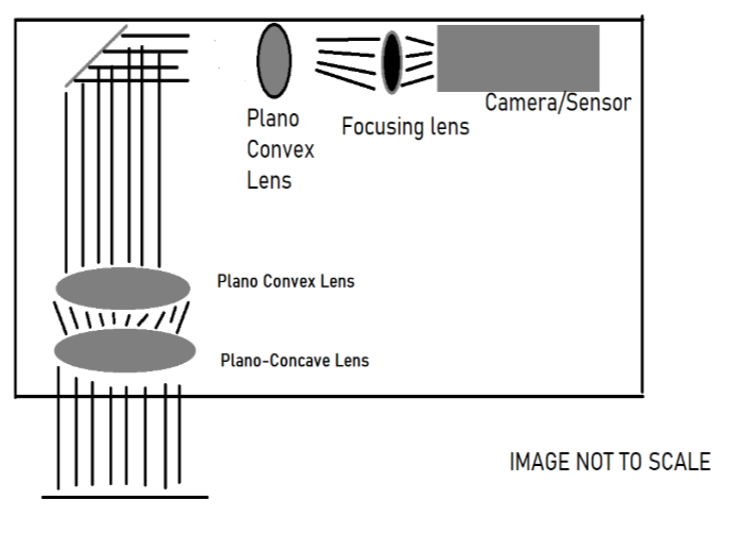 Camera/Sensor
Plano
Convex
Lens
Focusing lens
Plano Convex Lens
Plano-Concave Lens
IMAGE NOT TO SCALE